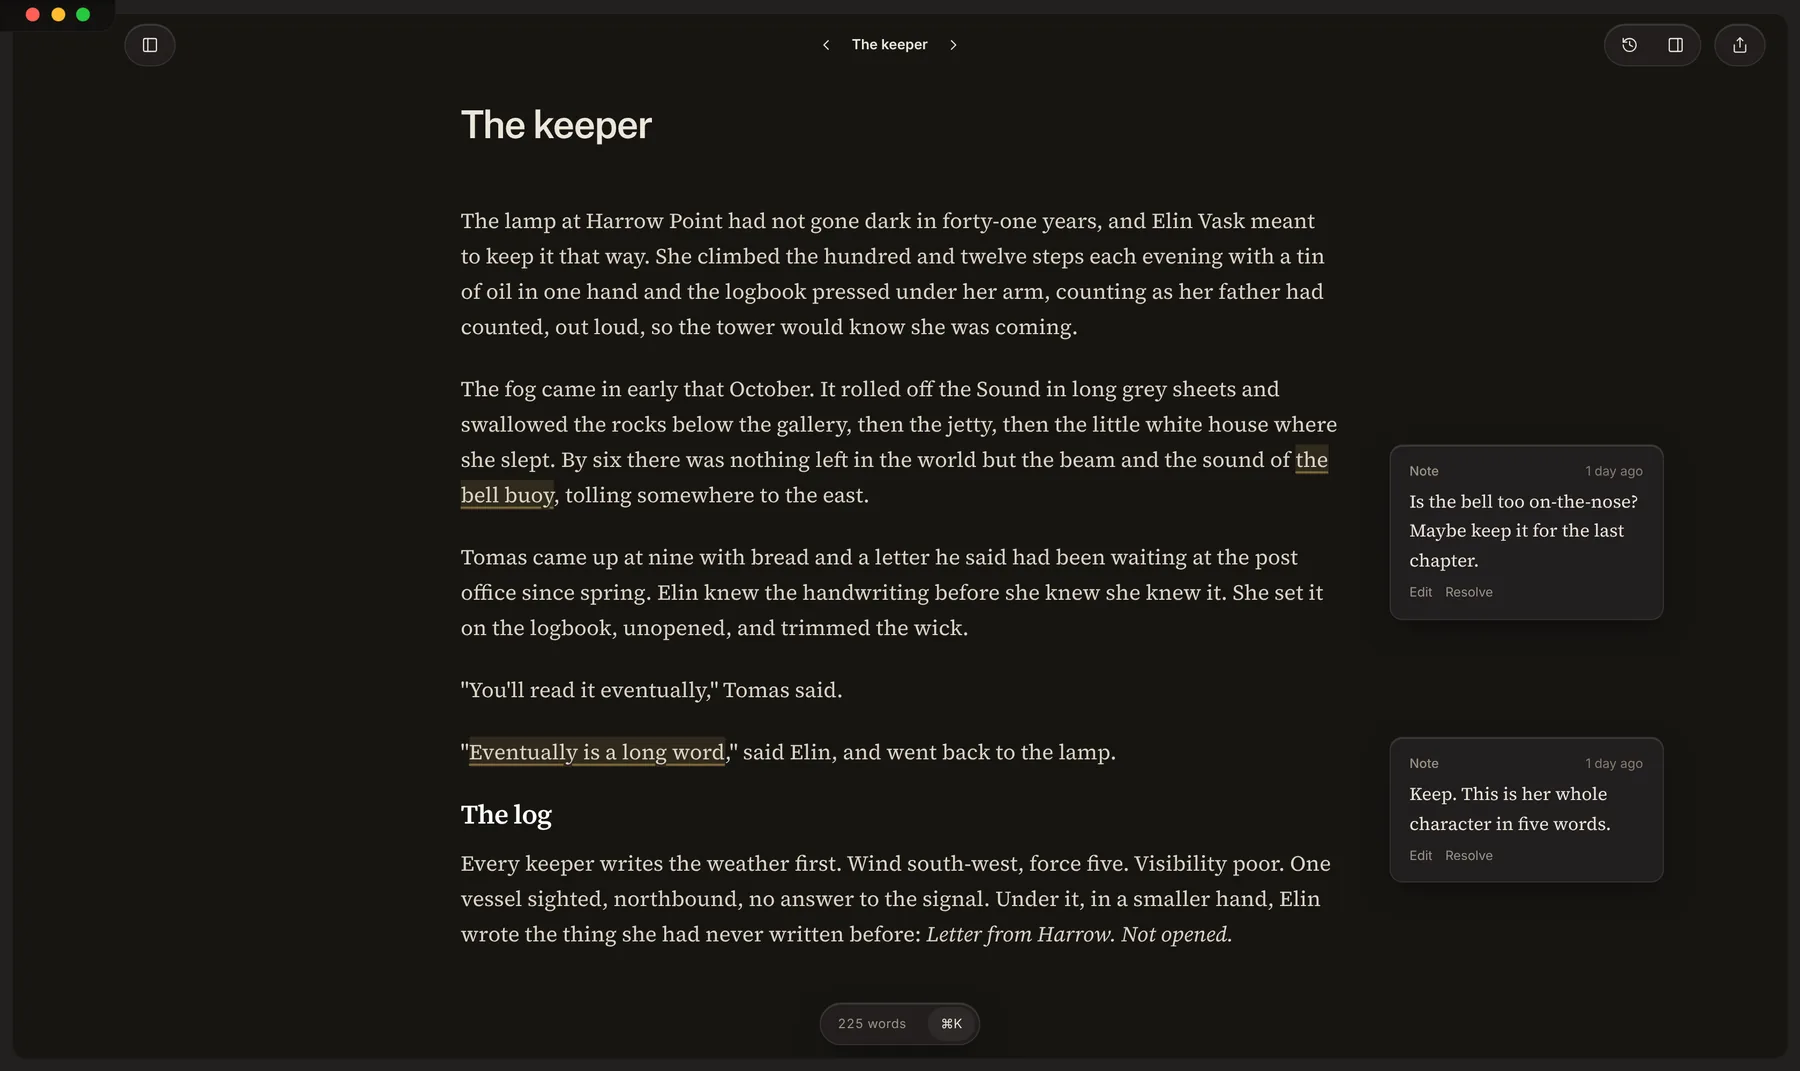 The keeper
The keeper
The lamp at Harrow Point had not gone dark in forty-one years, and Elin Vask meant
to keep it that way. She climbed the hundred and twelve steps each evening with a tin
of oil in one hand and the logbook pressed under her arm, counting as her father had
counted, out loud, so the tower would know she was coming.
The fog came in early that October. It rolled off the Sound in long grey sheets and
swallowed the rocks below the gallery, then the jetty, then the little white house where
she slept. By six there was nothing left in the world but the beam and the sound of the
bell buoy, tolling somewhere to the east.
Note 1 day ago
Is the bell too on-the-nose?
Maybe keep it for the last
chapter.
Edit Resolve
Tomas came up at nine with bread and a letter he said had been waiting at the post
office since spring. Elin knew the handwriting before she knew she knew it. She set it
on the logbook, unopened, and trimmed the wick.
"You'll read it eventually," Tomas said.
"Eventually is a long word," said Elin, and went back to the lamp.
Note 1 day ago
Keep. This is her whole
character in five words.
Edit Resolve
The log
Every keeper writes the weather first. Wind south-west, force five. Visibility poor. One
vessel sighted, northbound, no answer to the signal. Under it, in a smaller hand, Elin
wrote the thing she had never written before: Letter from Harrow. Not opened.
225 words ⌘K